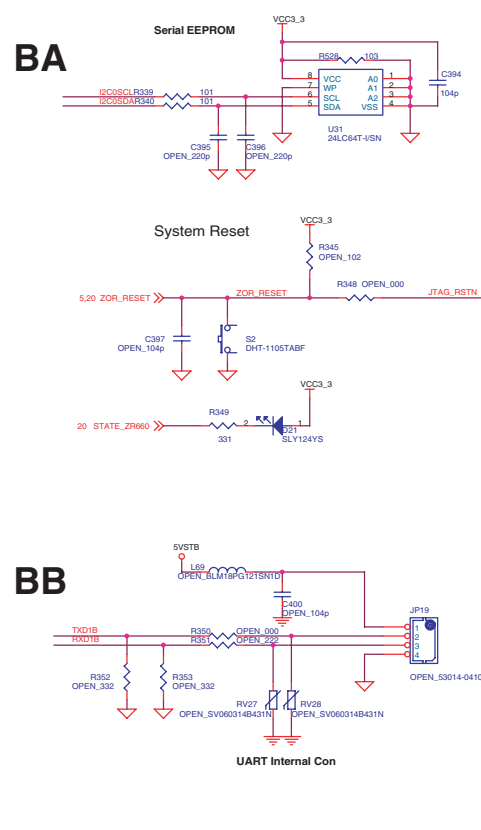 Serial EEPROM
VCC3_3
BA
R528 103
C394
104p
8 VCC A0 1
7 WP A1 2
6 SCL A2 3
5 SDA VSS 4
I2C0SCL R339 101
I2C0SDA R340 101
U31
24LC64T-I/SN
C395
OPEN_220p
C396
OPEN_220p
System Reset
VCC3_3
R345
OPEN_102
R348 OPEN_000
5,20 ZOR_RESET
ZOR_RESET
JTAG_RSTN
C397
OPEN_104p
S2
DHT-1105TABF
VCC3_3
R349
331
20 STATE_ZR660
2
1
D21
SLY124YS
BB
5VSTB
L69
OPEN_BLM18PG121SN1D
C400
OPEN_104p
JP19
1
2
3
4
OPEN_53014-0410
TXD1B
RXD1B
R350 OPEN_000
R351 OPEN_222
R352
OPEN_332
R353
OPEN_332
RV27
OPEN_SV060314B431N
RV28
OPEN_SV060314B431N
UART Internal Con